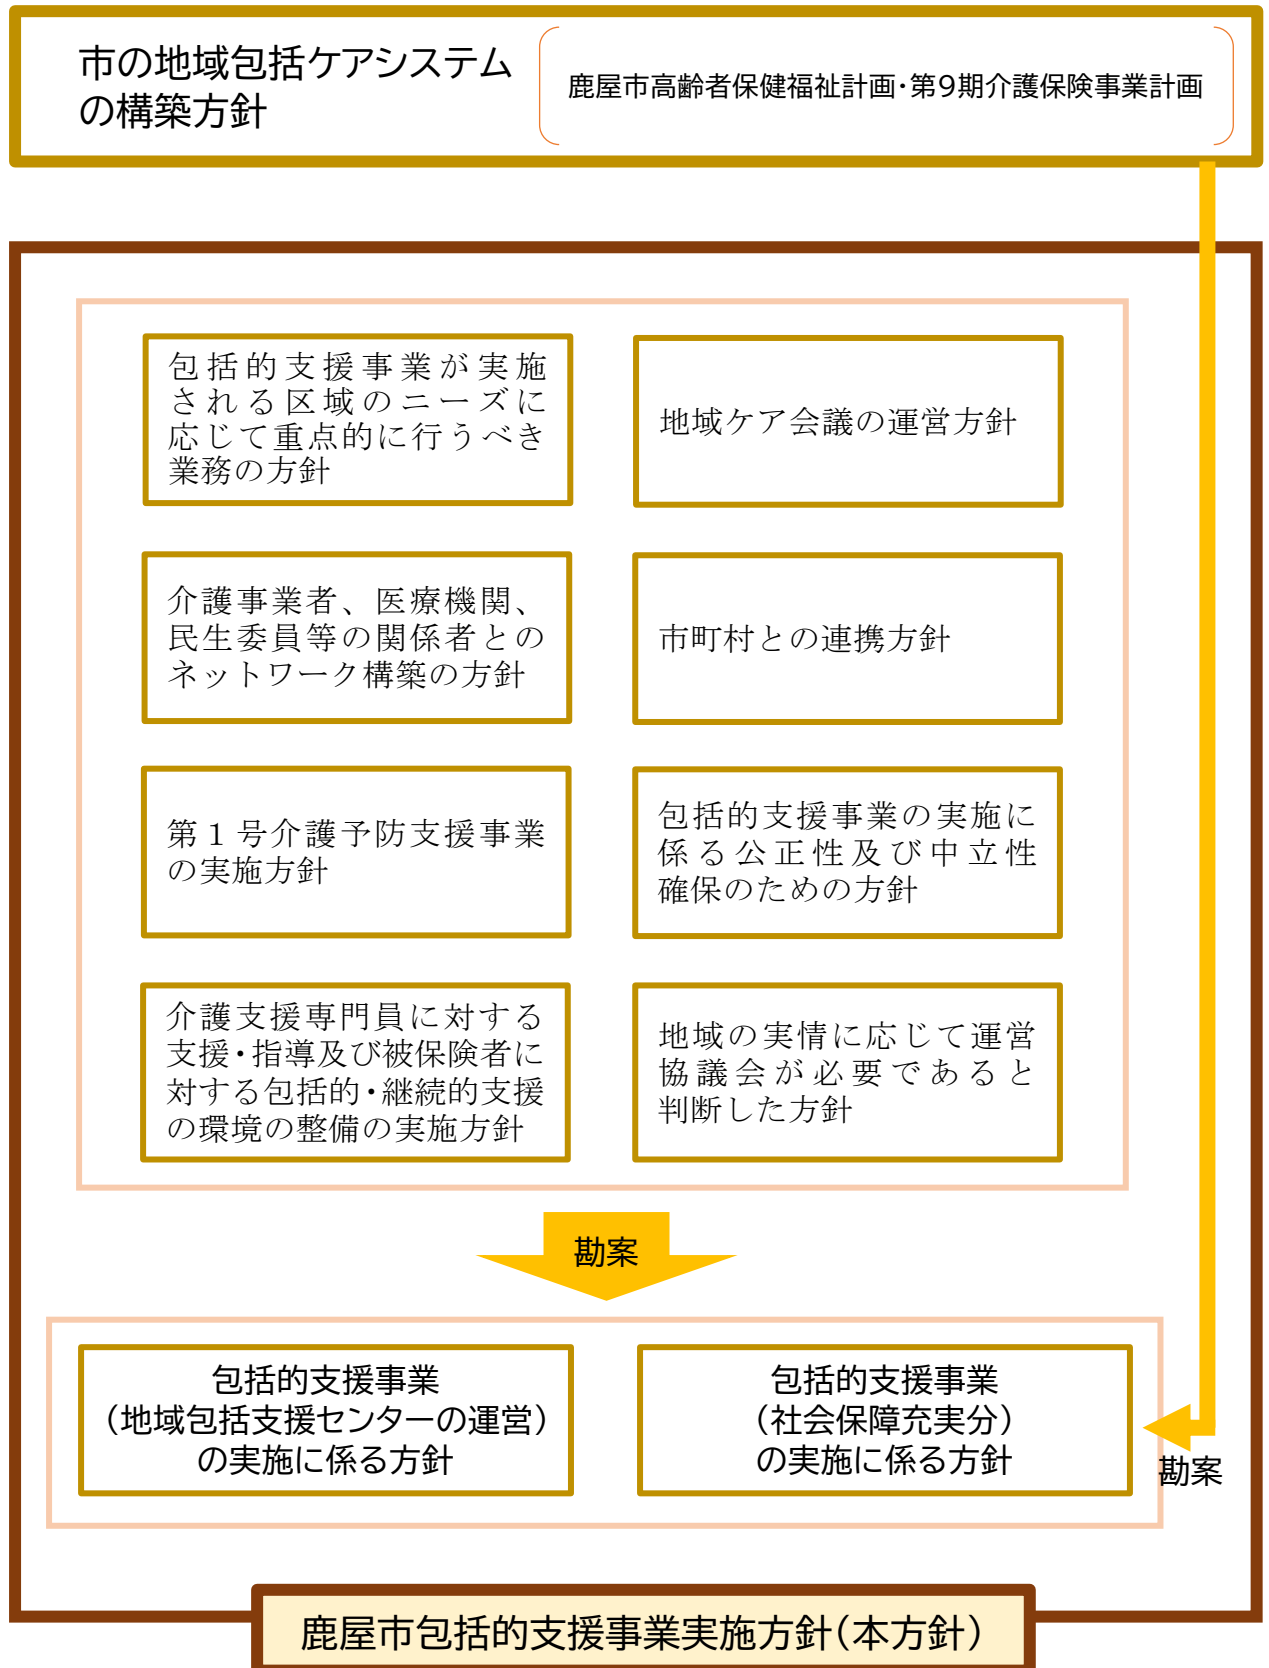 市の地域包括ケアシステム
の構築方針
鹿屋市高齢者保健福祉計画・第9期介護保険事業計画
包括的支援事業が実施
される区域のニーズに
応じて重点的に行うべき
業務の方針
地域ケア会議の運営方針
介護事業者、医療機関、
民生委員等の関係者との
ネットワーク構築の方針
市町村との連携方針
第１号介護予防支援事業
の実施方針
包括的支援事業の実施に
係る公正性及び中立性
確保のための方針
介護支援専門員に対する
支援・指導及び被保険者に
対する包括的・継続的支援
の環境の整備の実施方針
地域の実情に応じて運営
協議会が必要であると
判断した方針
勘案
包括的支援事業
（地域包括支援センターの運営）
の実施に係る方針
包括的支援事業
（社会保障充実分）
の実施に係る方針
勘案
鹿屋市包括的支援事業実施方針（本方針）